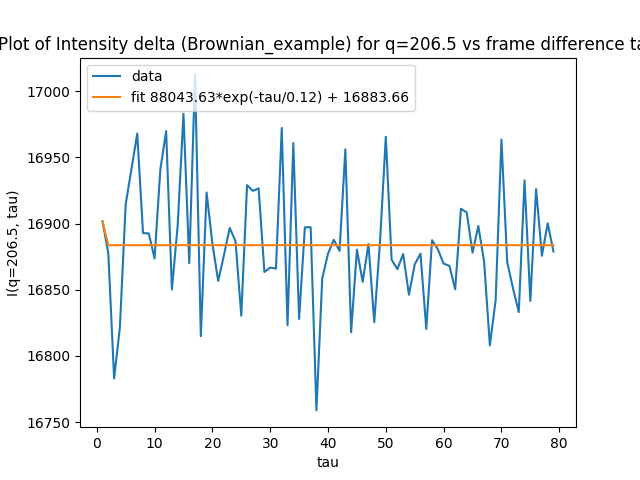 Plot of Intensity delta (Brownian_example) for q=206.5 vs frame difference ta
data
fit 88043.63*exp(-tau/0.12) + 16883.66
I(q=206.5, tau)
17000
16950
16900
16850
16800
16750
0 10 20 30 40 50 60 70 80
tau